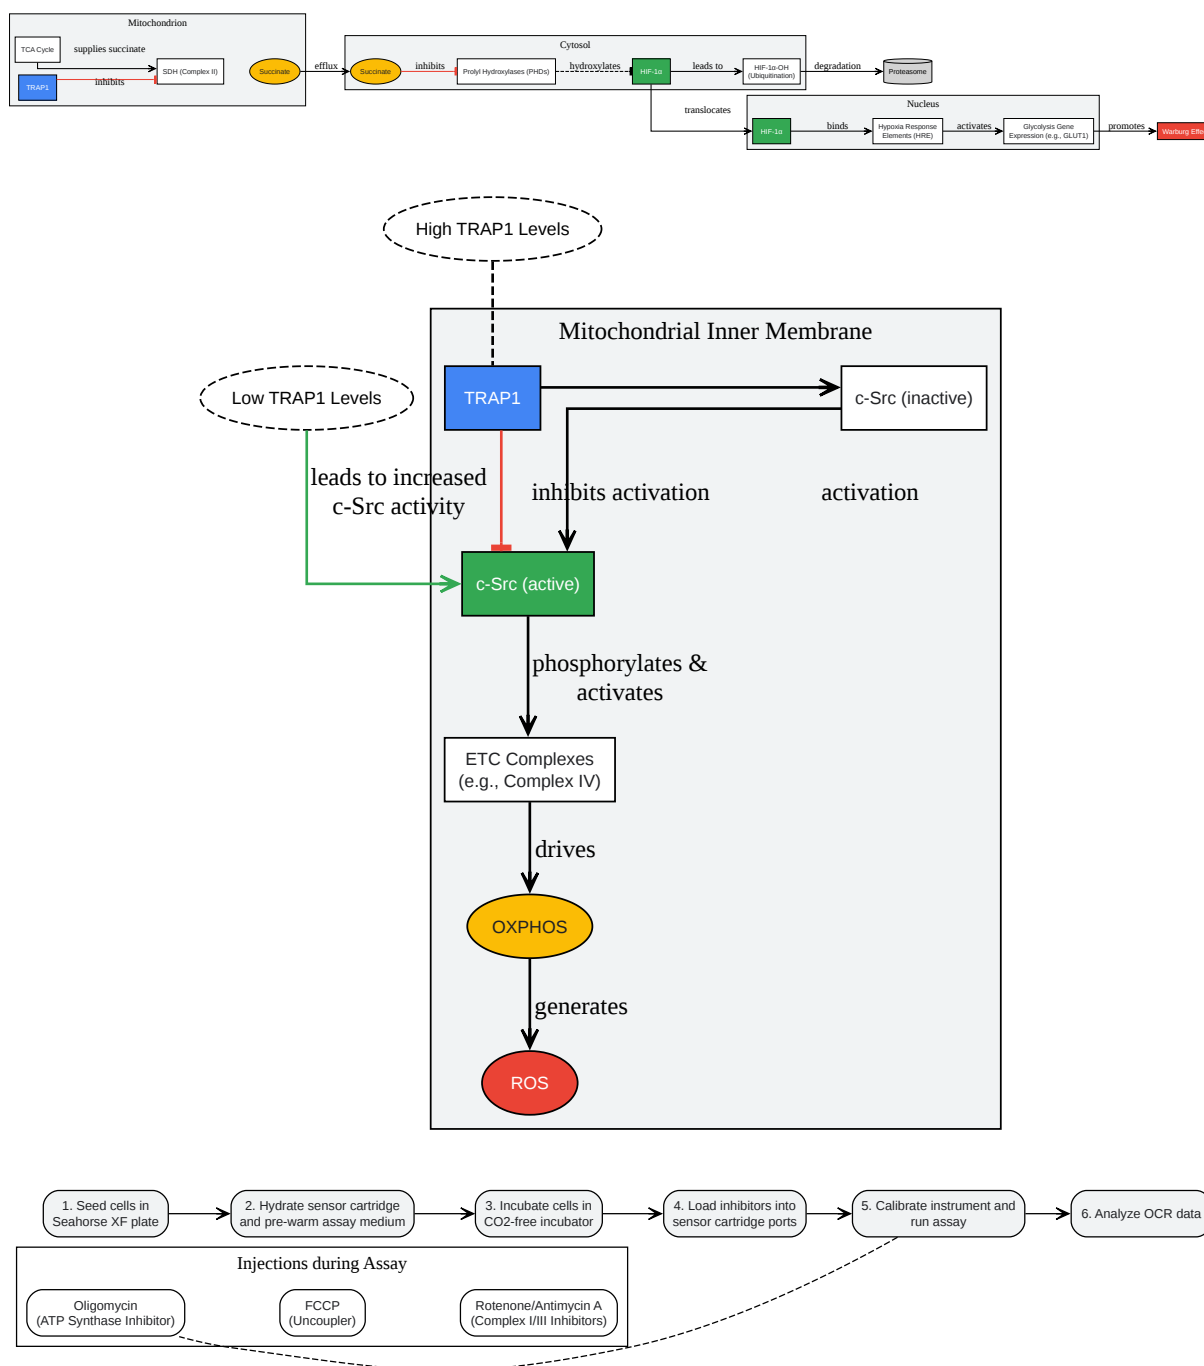 Mitochondrion
TCA Cycle
supplies succinate
SDH (Complex II)
TRAP1
inhibits
Succinate
efflux
Cytosol
Succinate
inhibits
Prolyl Hydroxylases (PHDs)
hydroxylates
HIF-1α
leads to
HIF-1α-OH
(Ubiquitination)
degradation
Proteasome
translocates
Nucleus
HIF-1α
binds
Hypoxia Response
Elements (HRE)
activates
Glycolysis Gene
Expression (e.g., GLUT1)
promotes
Warburg Effe
High TRAP1 Levels
Mitochondrial Inner Membrane
Low TRAP1 Levels
TRAP1
c-Src (inactive)
leads to increased
c-Src activity
inhibits activation
activation
c-Src (active)
phosphorylates &
activates
ETC Complexes
(e.g., Complex IV)
drives
OXPHOS
generates
ROS
1. Seed cells in
Seahorse XF plate
2. Hydrate sensor cartridge
and pre-warm assay medium
3. Incubate cells in
CO2-free incubator
4. Load inhibitors into
sensor cartridge ports
5. Calibrate instrument and
run assay
6. Analyze OCR data
Injections during Assay
Oligomycin
(ATP Synthase Inhibitor)
FCCP
(Uncoupler)
Rotenone/Antimycin A
(Complex I/III Inhibitors)